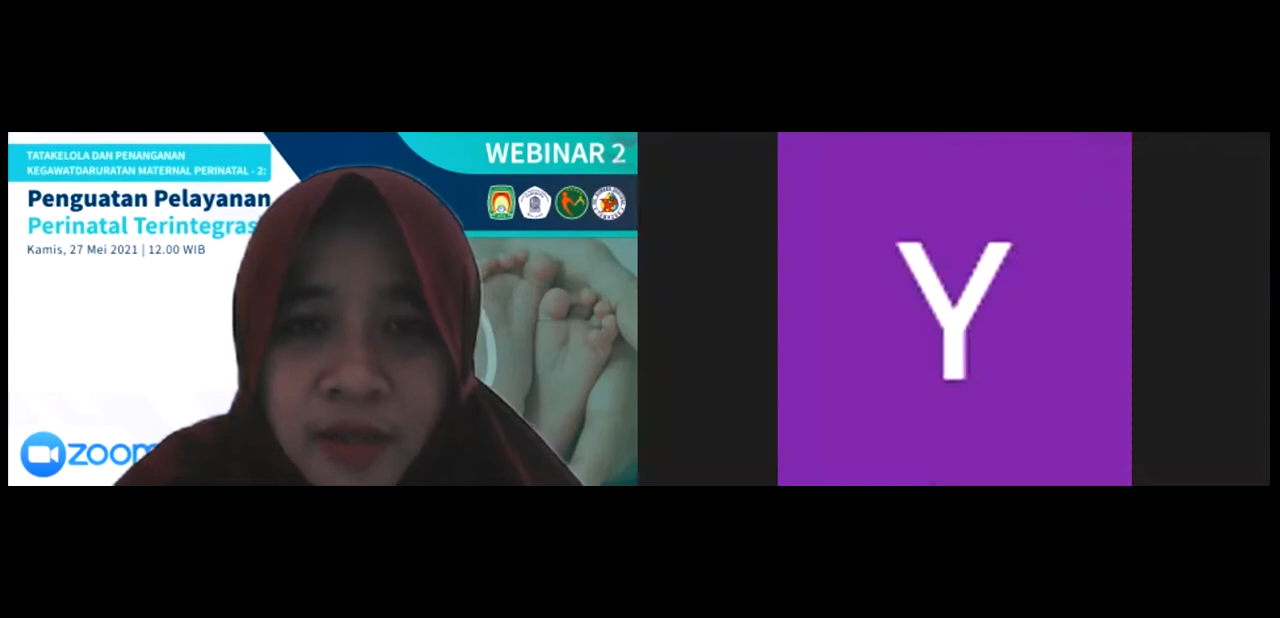 TATAKELOLA DAN PENANGANAN
KEGAWATDARURATAN MATERNAL PERINATAL - 2:
Penguatan Pelayanan
Perinatal Terintegras
Kamis, 27 Mei 2021 | 12.00 WIB
WEBINAR 2
zoom
Y